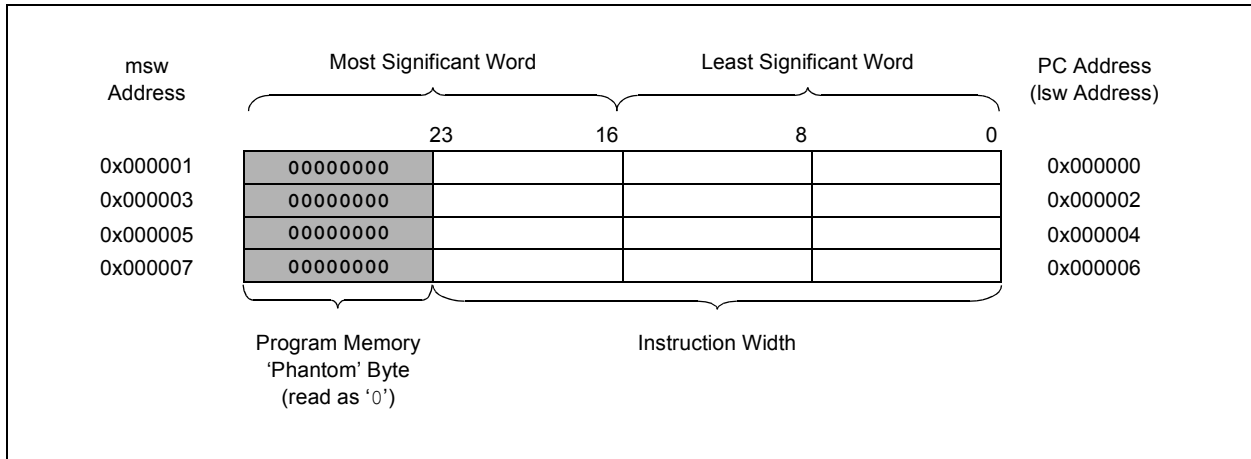 msw
Address
Most Significant Word
Least Significant Word
PC Address
(lsw Address)
23 16 8 0
0x000001 00000000 0x000000
0x000003 00000000 0x000002
0x000005 00000000 0x000004
0x000007 00000000 0x000006
Program Memory
‘Phantom’ Byte
(read as ‘0’)
Instruction Width